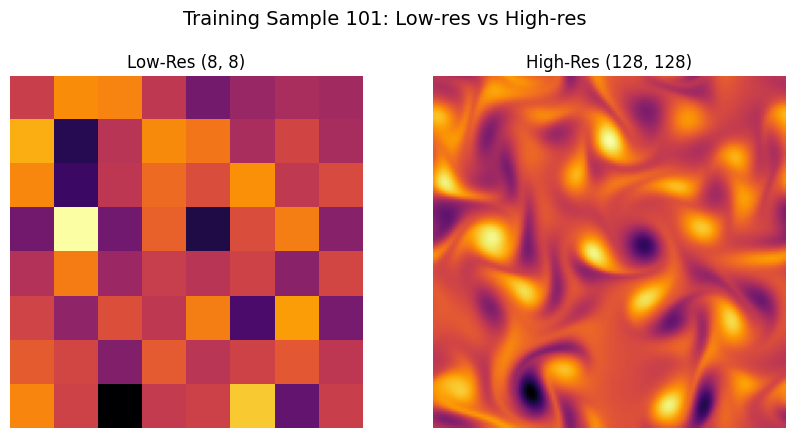 Training Sample 101: Low-res vs High-res
Low-Res (8, 8)
High-Res (128, 128)